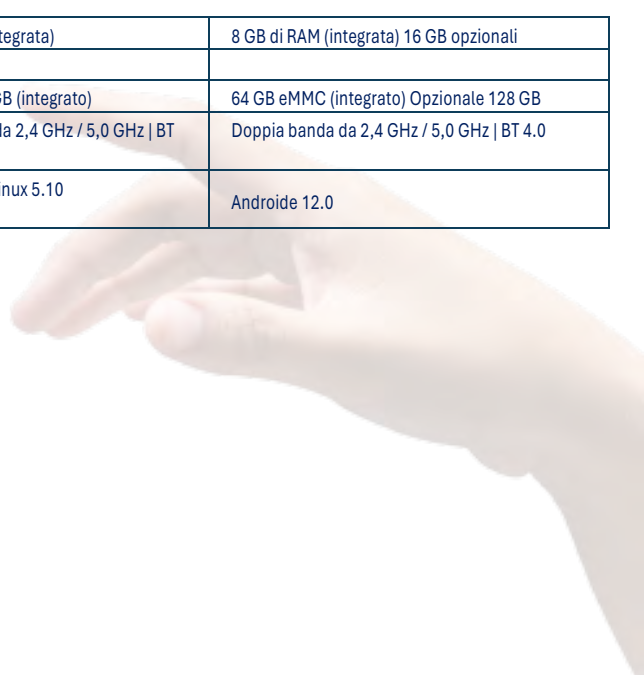 tegrata) 8 GB di RAM (integrata) 16 GB opzionali
GB (integrato) 64 GB eMMC (integrato) Opzionale 128 GB
da 2,4 GHz / 5,0 GHz | BT Doppia banda da 2,4 GHz / 5,0 GHz | BT 4.0
inux 5.10
Androide 12.0